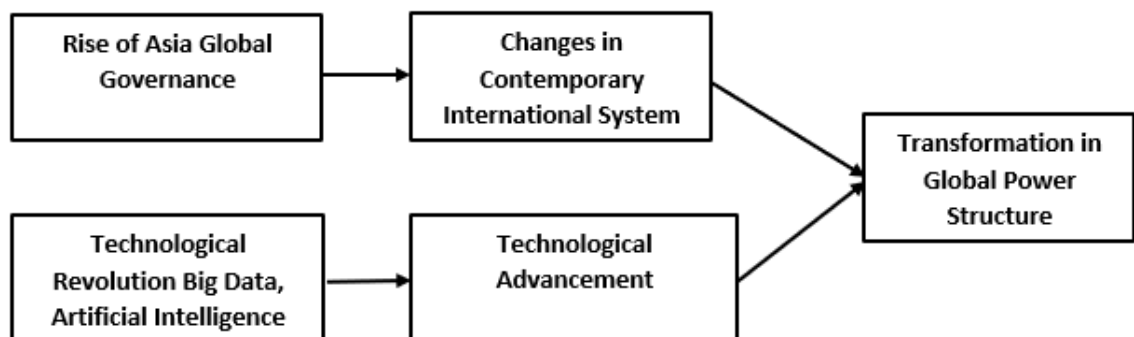 Rise of Asia Global
Governance
Changes in
Contemporary
International System
Transformation in
Global Power
Structure
Technological
Revolution Big Data,
Artificial Intelligence
Technological
Advancement